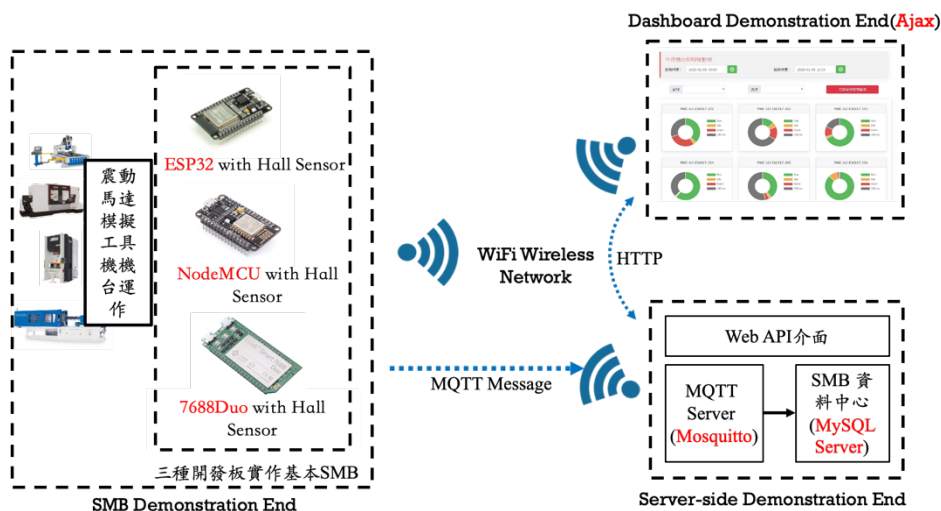 Dashboard Demonstration End(Ajax)
ESP32 with Hall Sensor
震動
馬達
模擬
工具
機機
台運
作
NodeMCU with Hall
Sensor
7688Duo with Hall
Sensor
三種開發板實作基本SMB
SMB Demonstration End
WiFi Wireless
Network
HTTP
MQTT Message
Web API介面
MQTT
Server
(Mosquitto)
SMB 資
料中心
(MySQL
Server)
Server-side Demonstration End